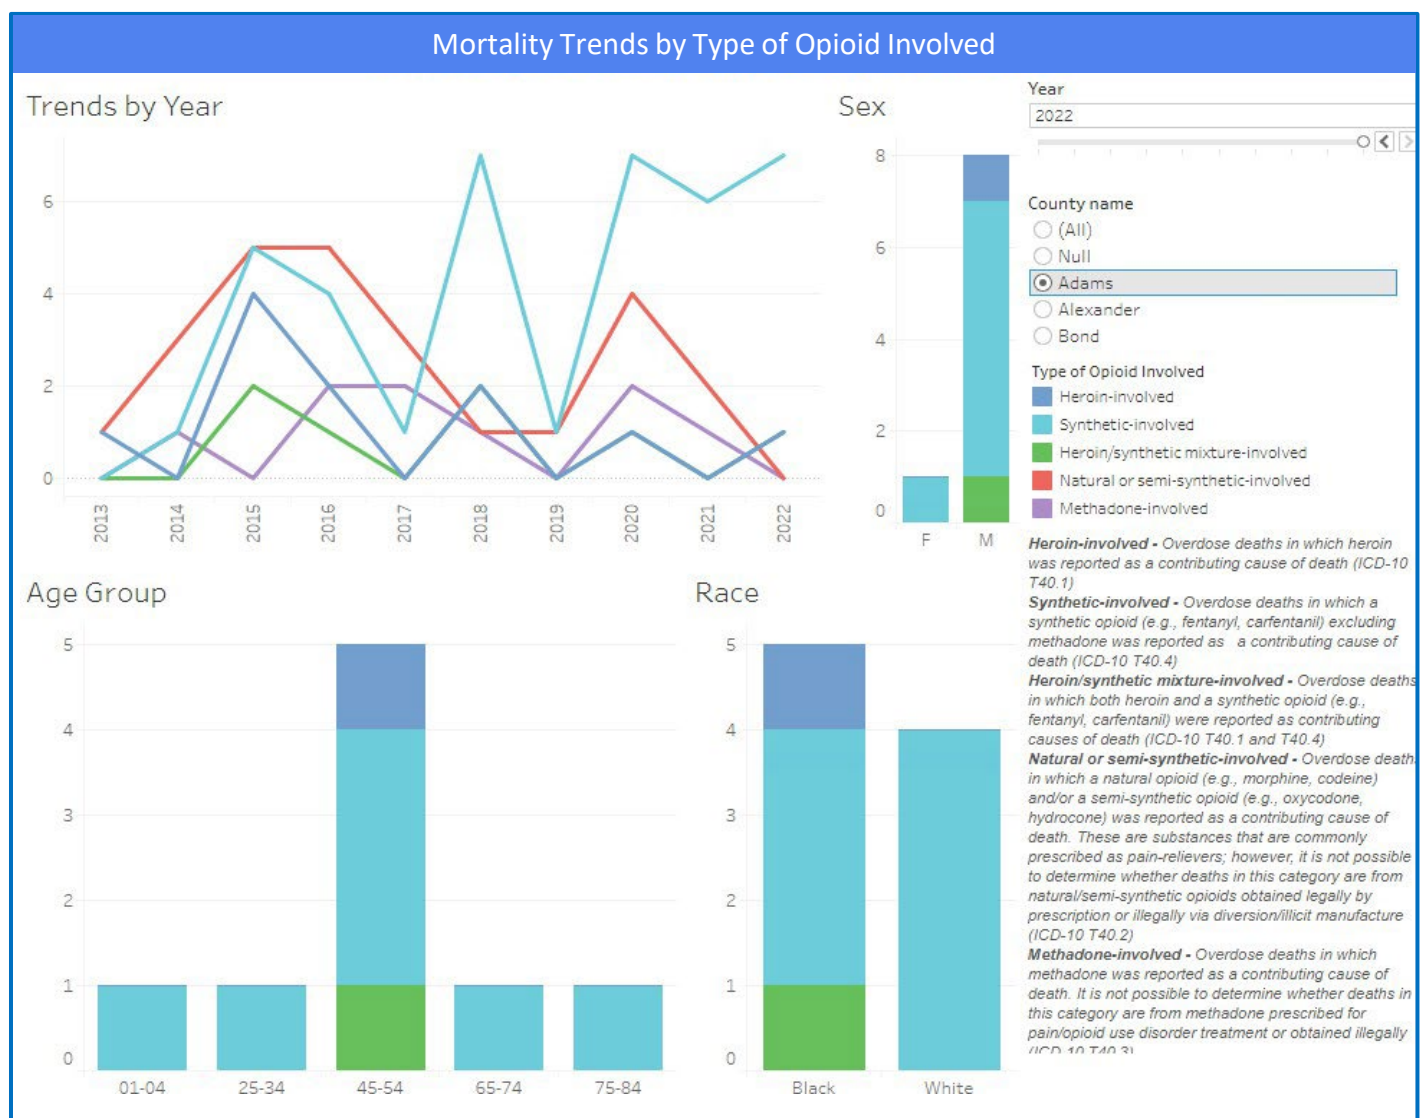 Mortality Trends by Type of Opioid Involved
Trends by Year
6
4
2
0
2013
2014
2015
2016
2017
2018
2019
2020
2021
2022
Sex
8
6
4
2
0
F
M
Year
2022
County name
(All)
Null
Adams
Alexander
Bond
Type of Opioid Involved
Heroin-involved
Synthetic-involved
Heroin/synthetic mixture-involved
Natural or semi-synthetic-involved
Methadone-involved
Heroin-involved - Overdose deaths in which heroin
was reported as a contributing cause of death (ICD-10
T40.1)
Synthetic-involved - Overdose deaths in which a
synthetic opioid (e.g., fentanyl, carfentanil) excluding
methadone was reported as a contributing cause of
death (ICD-10 T40.4)
Heroin/synthetic mixture-involved - Overdose deaths
in which both heroin and a synthetic opioid (e.g.,
fentanyl, carfentanil) were reported as contributing
causes of death (ICD-10 T40.1 and T40.4)
Natural or semi-synthetic-involved - Overdose death
in which a natural opioid (e.g., morphine, codeine)
and/or a semi-synthetic opioid (e.g., oxycodone,
hydrocone) was reported as a contributing cause of
death. These are substances that are commonly
prescribed as pain-relievers; however, it is not possible
to determine whether deaths in this category are from
natural/semi-synthetic opioids obtained legally by
prescription or illegally via diversion/illicit manufacture
(ICD-10 T40.2)
Methadone-involved - Overdose deaths in which
methadone was reported as a contributing cause of
death. It is not possible to determine whether deaths in
this category are from methadone prescribed for
pain/opioid use disorder treatment or obtained illegally
(ICD-10 T40.3)
Age Group
5
4
3
2
1
0
01-04
25-34
45-54
65-74
75-84
Race
5
4
3
2
1
0
Black
White